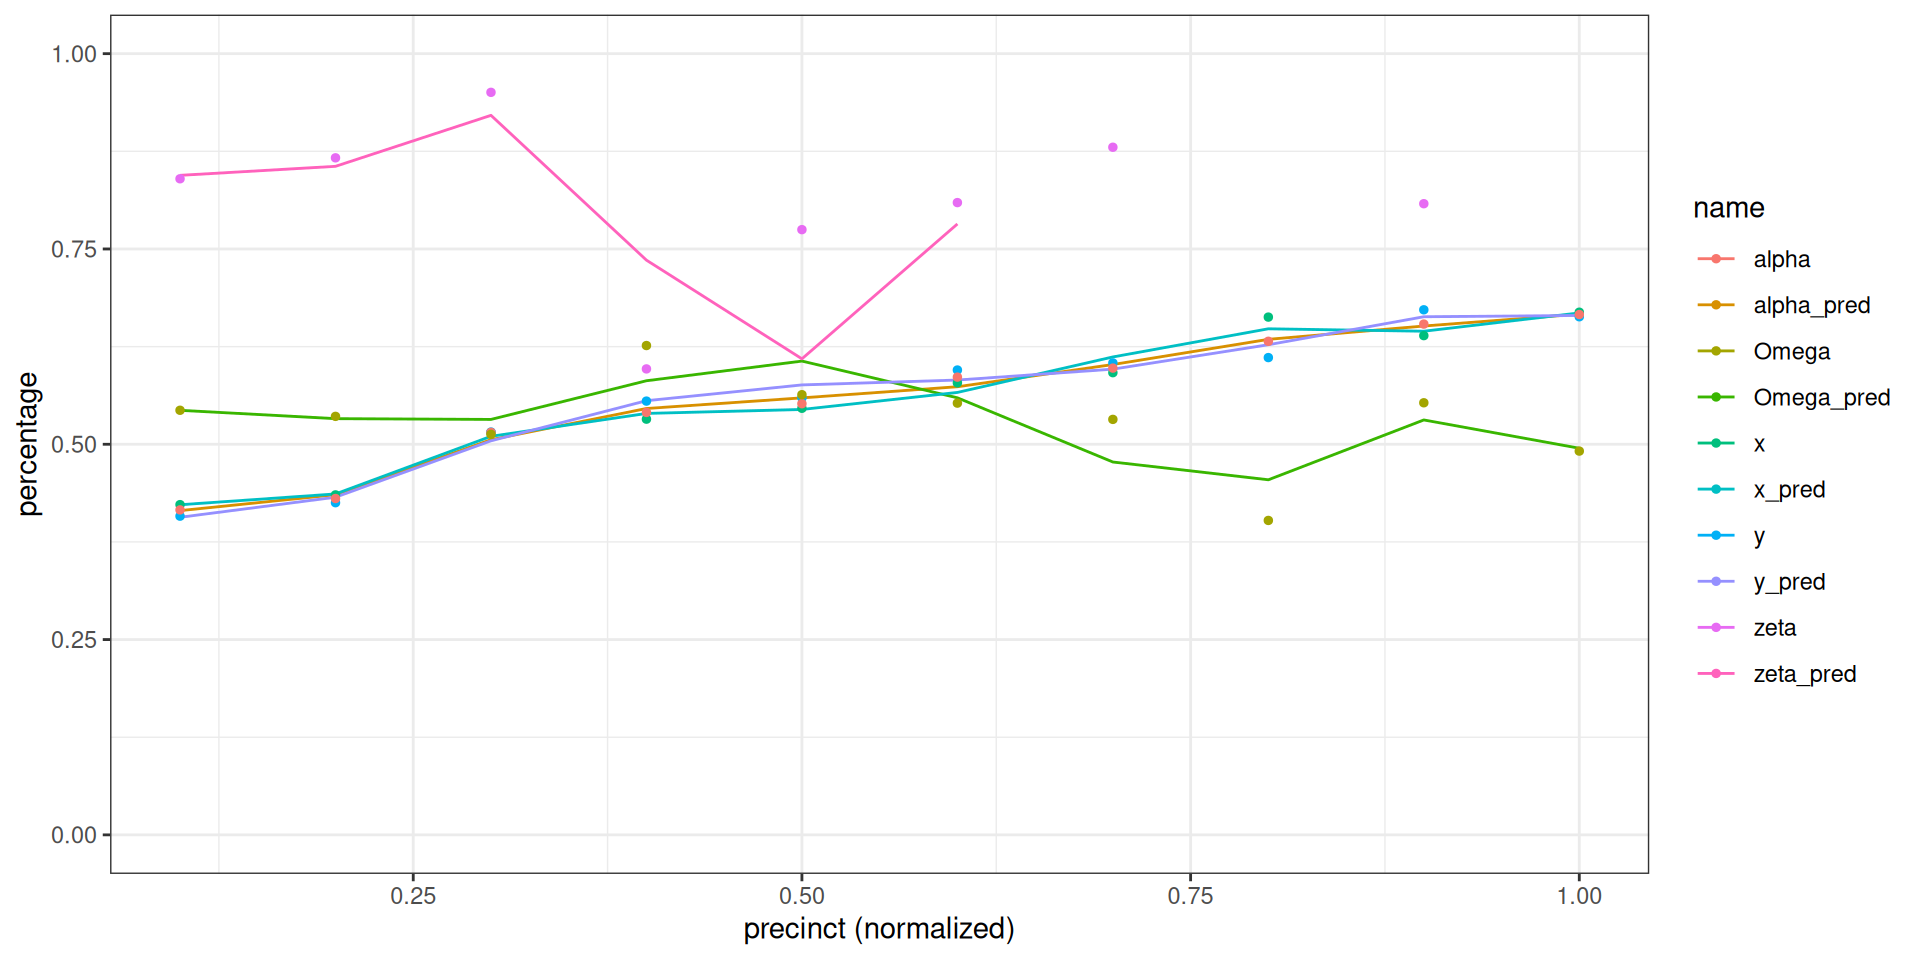 1.00
0.75
0.50
0.25
0.00
percentage
0.25
0.50
0.75
1.00
precinct (normalized)
name
alpha
alpha_pred
Omega
Omega_pred
x
x_pred
y
y_pred
zeta
zeta_pred